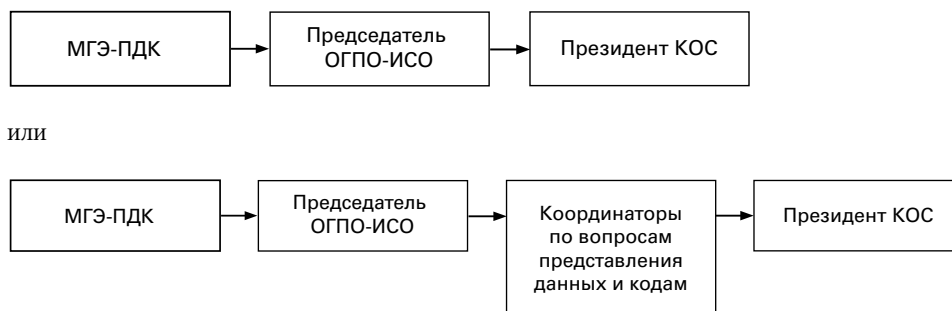 МГЭ-ПДК
Председатель
ОГПО-ИСО
Президент КОС
или
МГЭ-ПДК
Председатель
ОГПО-ИСО
Координаторы
по вопросам
представления
данных и кодам
Президент КОС